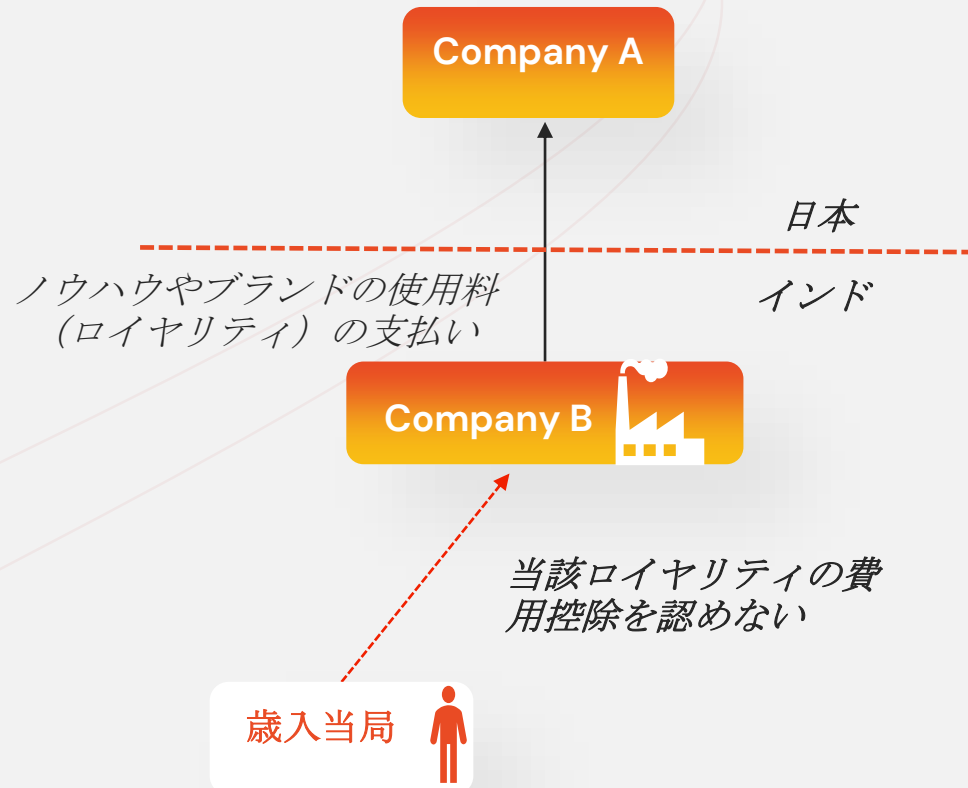 Company A
日本
ノウハウやブランドの使用料
（ロイヤリティ）の支払い
インド
Company B
当該ロイヤリティの費
用控除を認めない
歳入当局